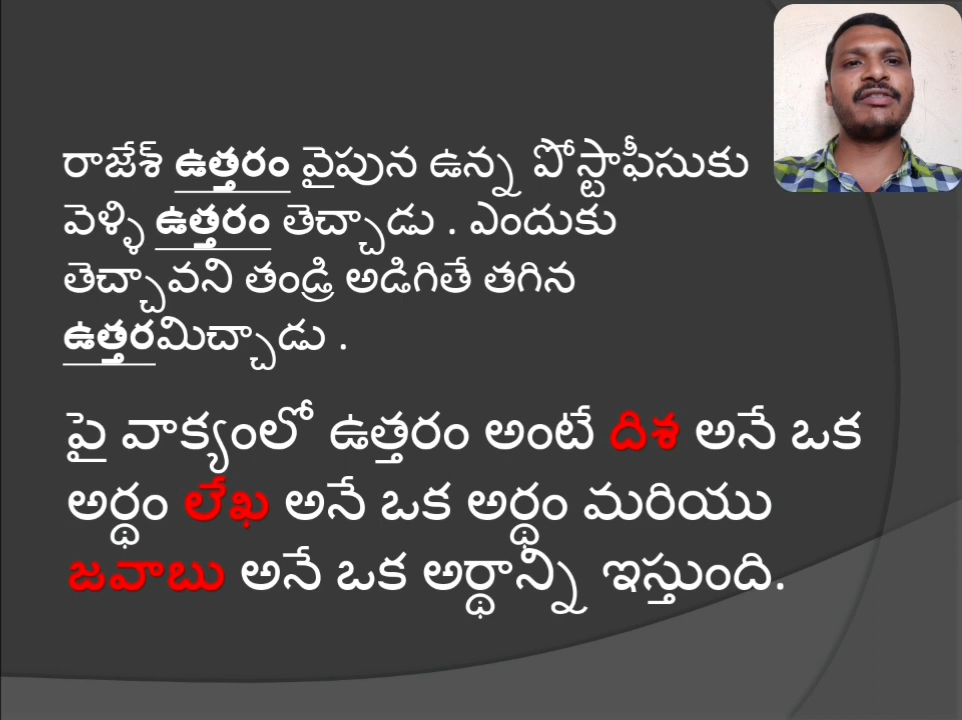 రాజేశ్ ఉత్తరం వైపున ఉన్న పోస్టాఫీసుకు
వెళ్ళి ఉత్తరం తెచ్చాడు . ఎందుకు
తెచ్చావని తండ్రి అడిగితే తగిన
ఉత్తరమిచ్చాడు .
పై వాక్యంలో ఉత్తరం అంటే దిశ అనే ఒక
అర్థం లేఖ అనే ఒక అర్థం మరియు
జవాబు అనే ఒక అర్థాన్ని ఇస్తుంది.